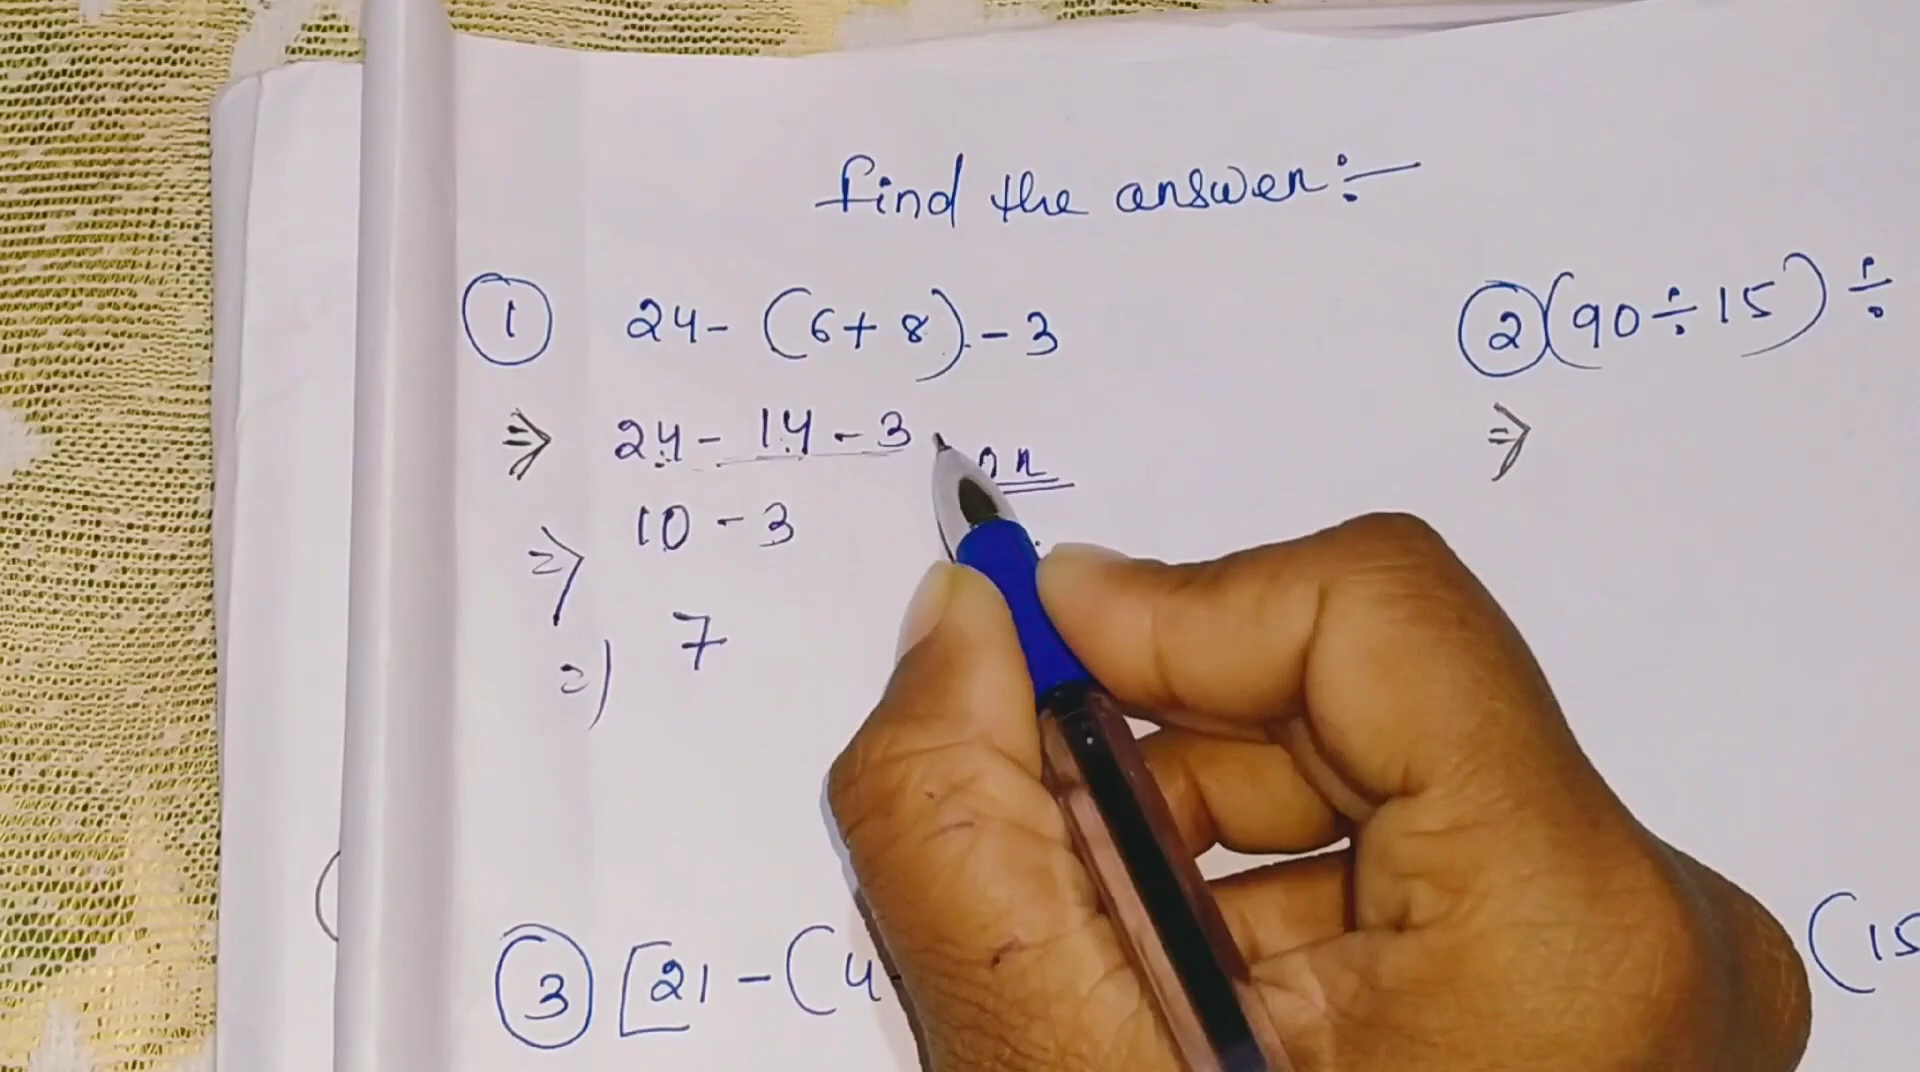 find the answer:-
① 24 - (6 + 8) - 3
⇒ 24 - 14 - 3
⇒ 10 - 3
⇒ 7
② (90 ÷ 15) ÷
⇒
③ [21 - (4
(15